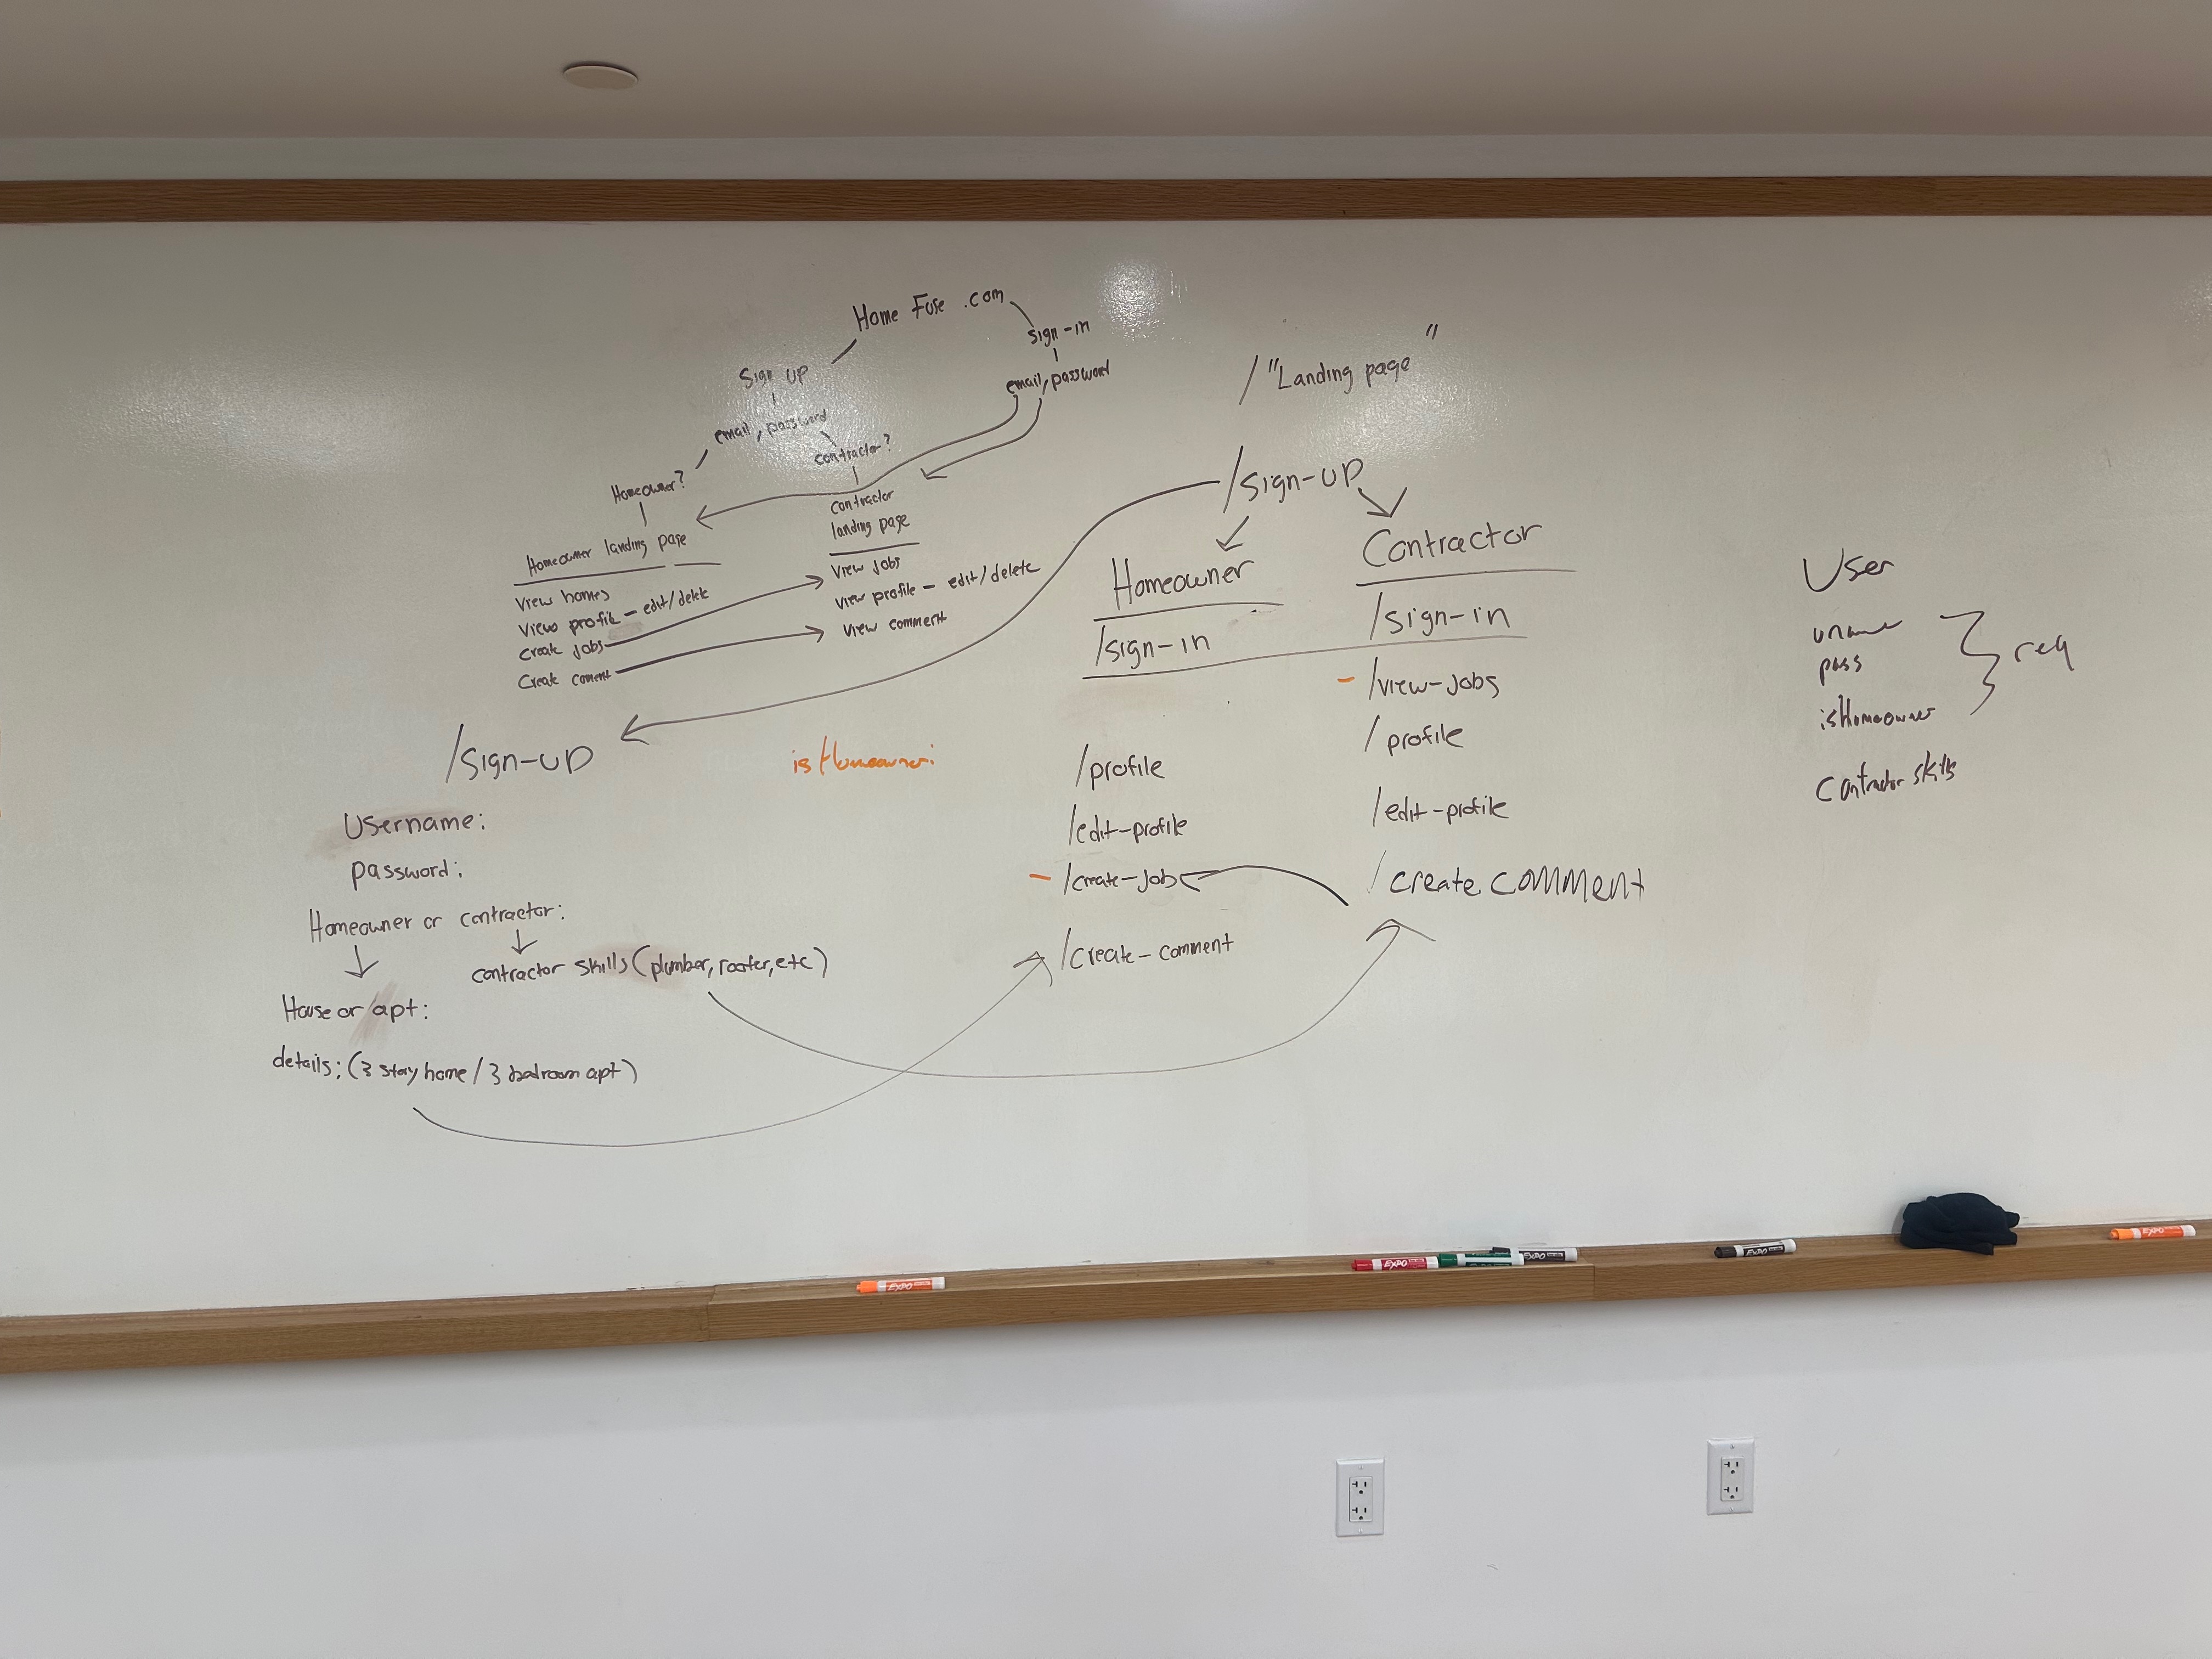 Home Fuse .com
sign-in
email, password
Sign up
email, password
Homeowner?
contractor?
Homeowner landing page
View homes
View profile - edit/delete
Create jobs
Create coment
contractor
landing page
View jobs
View profile - edit/delete
View comment
/"Landing page"
/sign-up
Homeowner
/sign-in
/profile
/edit-profile
- /create-job
/create-comment
Contractor
/sign-in
- /view-jobs
/profile
/edit-profile
/create comment
User
uname
pass
isHomeowner
req
Contractor skills
/sign-up
isHomeowner:
Username:
password:
Homeowner or contractor:
contractor skills (plumber, roofer, etc)
House or apt:
details: (3 story home / 3 bedroom apt)
EXPO
EXPO
EXPO
EXPO
EXPO